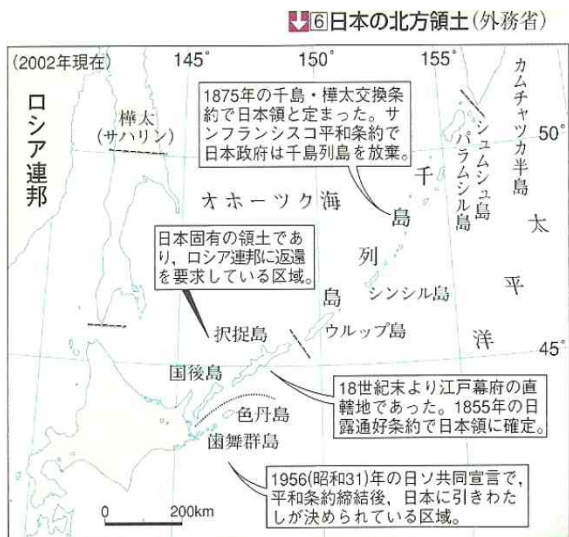 ⬇6日本の北方領土(外務省)
(2002年現在)
145°
150°
155°
50°
45°
ロシア連邦
樺太
(サハリン)
1875年の千島・樺太交換条
約で日本領と定まった。サ
ンフランシスコ平和条約で
日本政府は千島列島を放棄。
カムチャツカ半島
シュムシュ島
パラムシル島
オホーツク海
千島列島
太平洋
日本固有の領土であ
り,ロシア連邦に返還
を要求している区域。
シンシル島
ウルップ島
択捉島
国後島
色丹島
歯舞群島
18世紀末より江戸幕府の直
轄地であった。1855年の日
露通好条約で日本領に確定。
1956(昭和31)年の日ソ共同宣言で,
平和条約締結後,日本に引きわた
しが決められている区域。
0 200km